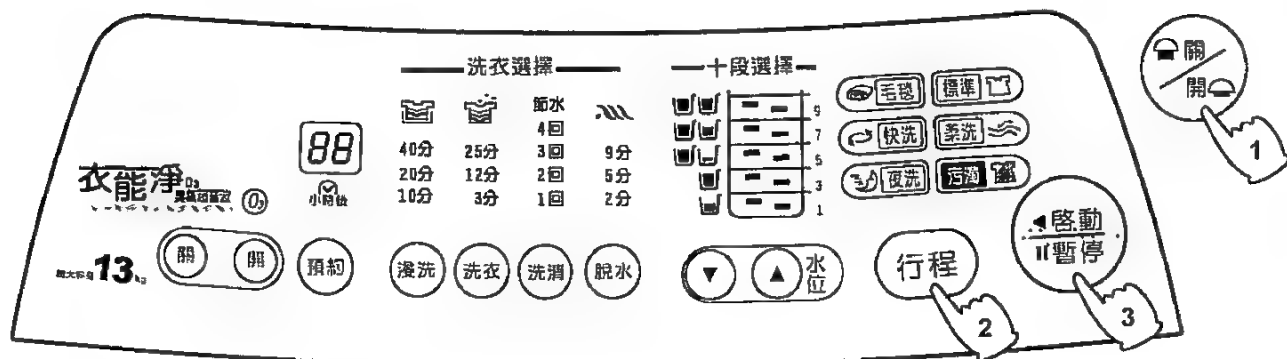 關
開
1
洗衣選擇
十段選擇
節水
4回
40分 25分 3回 9分
20分 12分 2回 5分
10分 3分 1回 2分
9
7
5
3
1
毛毯 標準
快洗 柔洗
夜洗 污漬
88
小時後
衣能淨
O3
13kg
關 開 預約 浸洗 洗衣 洗清 脫水
▼ ▲ 水位
行程
2
啓動
暫停
3